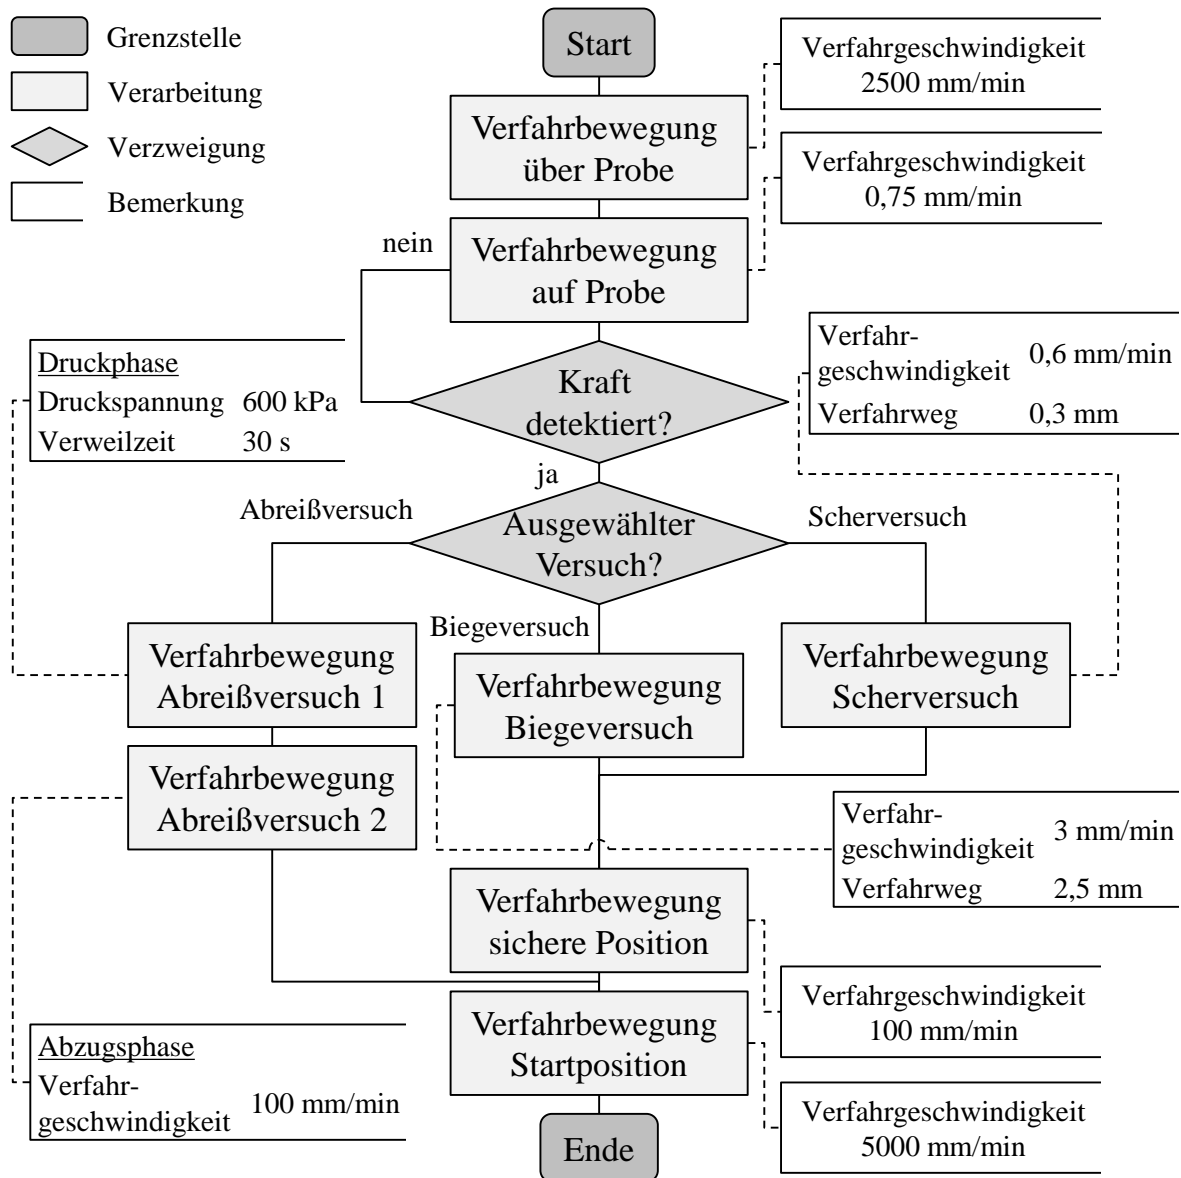 Grenzstelle
Verarbeitung
Verzweigung
Bemerkung
Start
Verfahrgeschwindigkeit
2500 mm/min
Verfahrbewegung
über Probe
Verfahrgeschwindigkeit
0,75 mm/min
nein
Verfahrbewegung
auf Probe
Druckphase
Druckspannung 600 kPa
Verweilzeit 30 s
Kraft
detektiert?
Verfahr-
geschwindigkeit 0,6 mm/min
Verfahrweg 0,3 mm
ja
Abreißversuch
Ausgewählter
Versuch?
Scherversuch
Biegeversuch
Verfahrbewegung
Abreißversuch 1
Verfahrbewegung
Biegeversuch
Verfahrbewegung
Scherversuch
Verfahrbewegung
Abreißversuch 2
Verfahr-
geschwindigkeit 3 mm/min
Verfahrweg 2,5 mm
Verfahrbewegung
sichere Position
Verfahrgeschwindigkeit
100 mm/min
Abzugsphase
Verfahr-
geschwindigkeit 100 mm/min
Verfahrbewegung
Startposition
Verfahrgeschwindigkeit
5000 mm/min
Ende